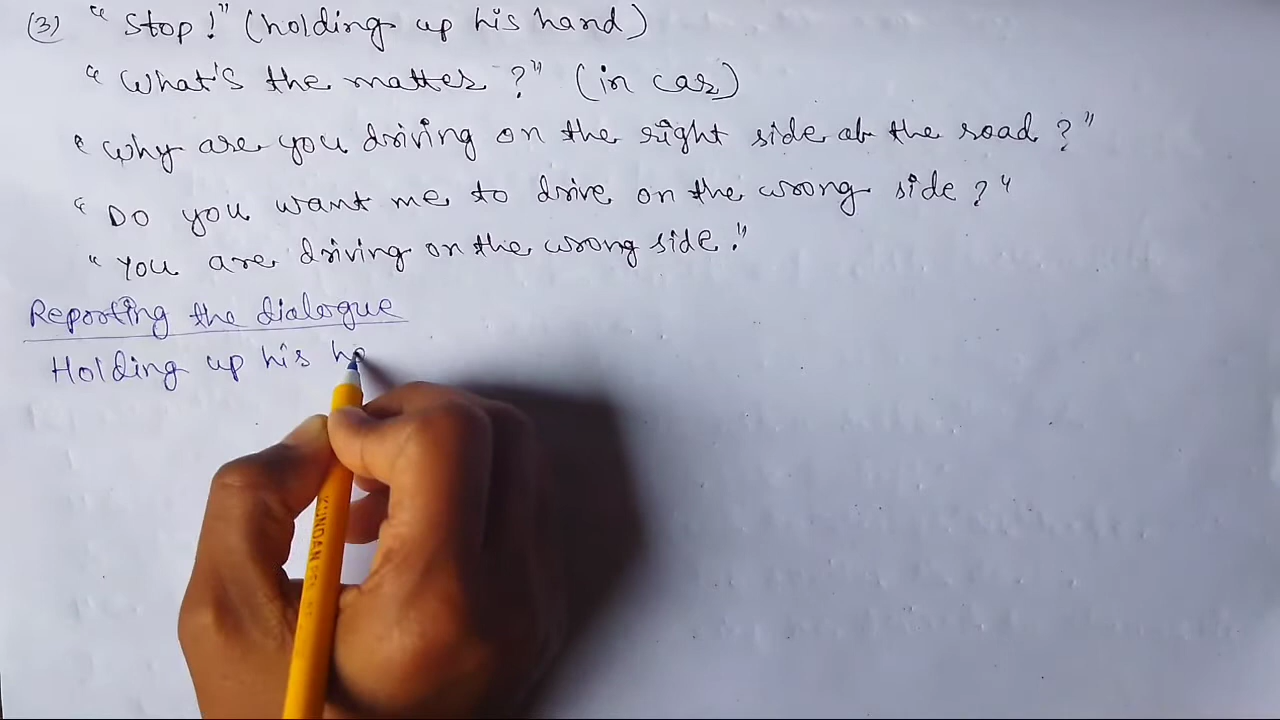 (3) "Stop!" (holding up his hand)
"What's the matter?" (in car)
"Why are you driving on the right side of the road?"
"Do you want me to drive on the wrong side?"
"You are driving on the wrong side."
Reporting the dialogue
Holding up his
KUNDAN